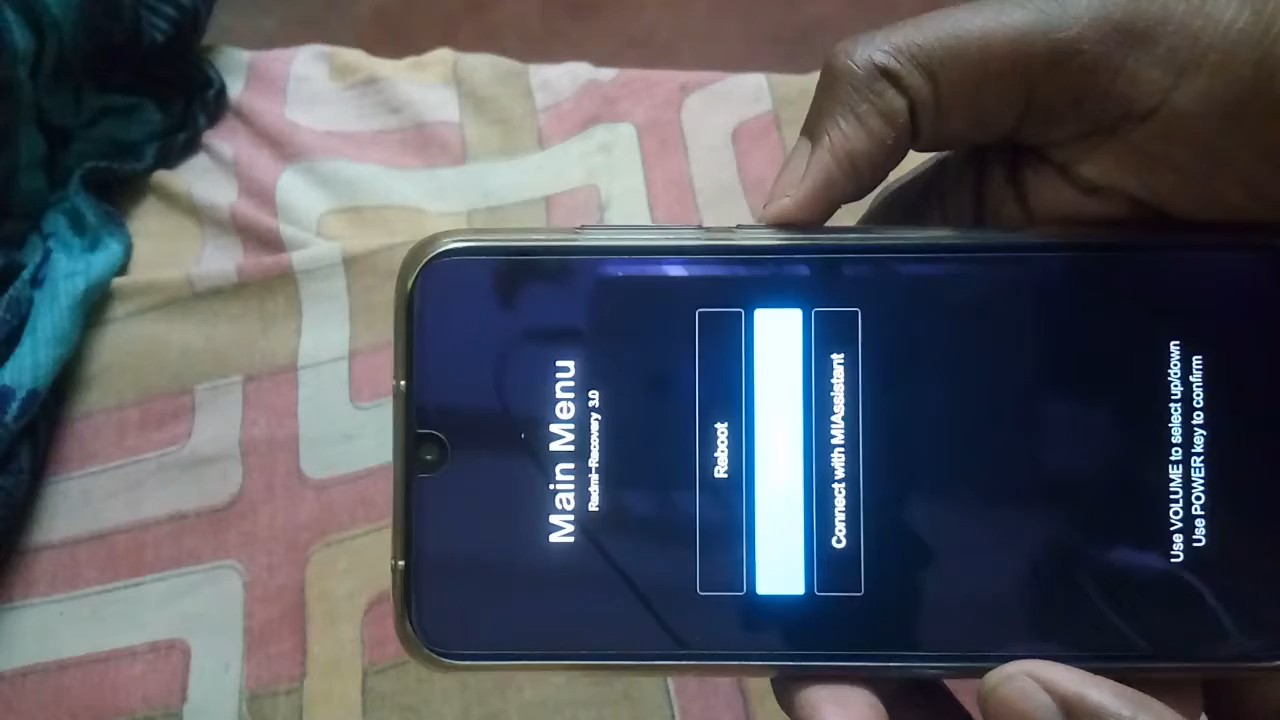 Main Menu
Redmi-Recovery 3.0
Reboot
Connect with MIAssistant
Use VOLUME to select up/down
Use POWER key to confirm